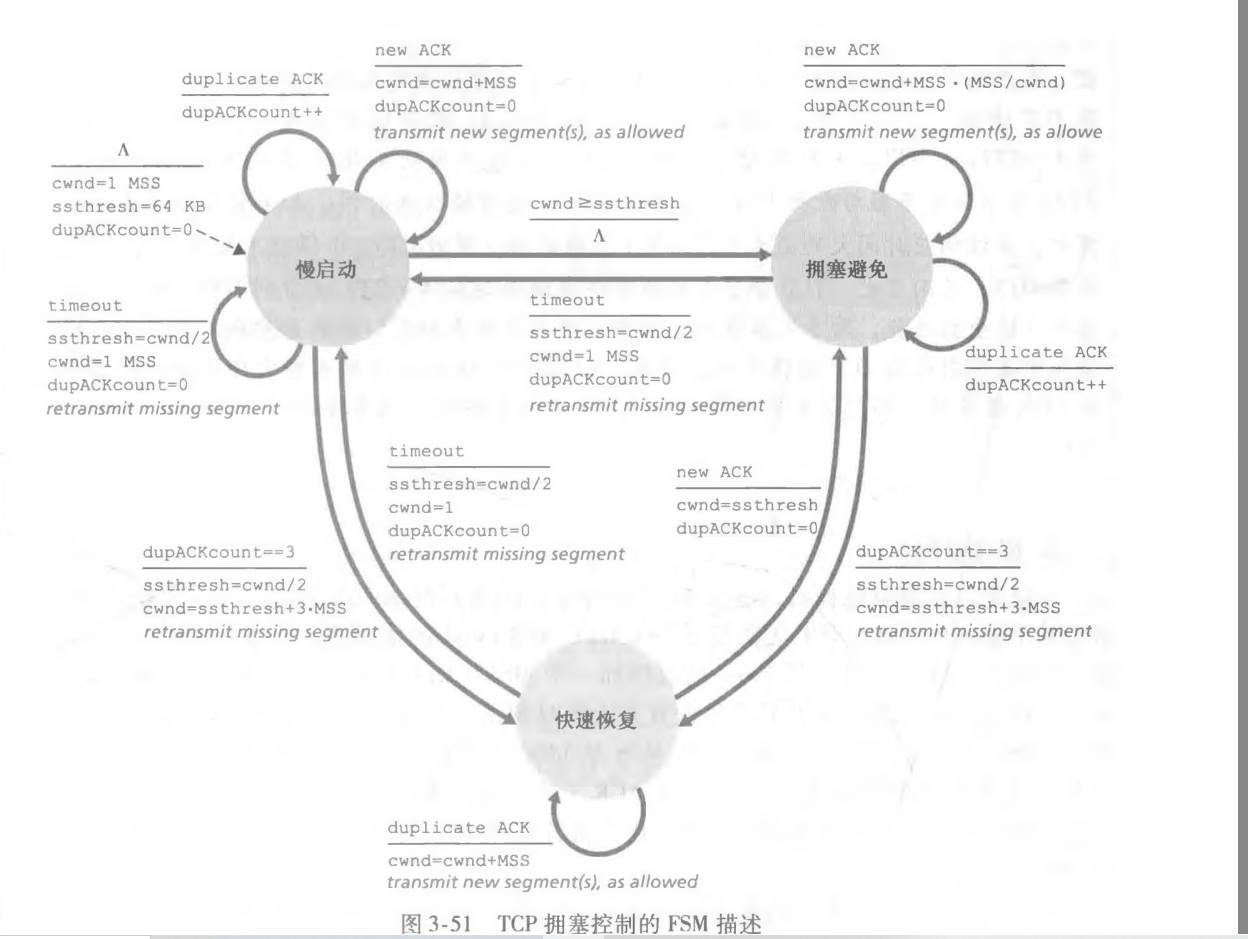 new ACK
cwnd=cwnd+MSS
dupACKcount=0
transmit new segment(s), as allowed
new ACK
cwnd=cwnd+MSS·(MSS/cwnd)
dupACKcount=0
transmit new segment(s), as allowe
duplicate ACK
dupACKcount++
Λ
cwnd=1 MSS
ssthresh=64 KB
dupACKcount=0
cwnd≥ssthresh
Λ
慢启动
拥塞避免
timeout
ssthresh=cwnd/2
cwnd=1 MSS
dupACKcount=0
retransmit missing segment
timeout
ssthresh=cwnd/2
cwnd=1 MSS
dupACKcount=0
retransmit missing segment
duplicate ACK
dupACKcount++
timeout
ssthresh=cwnd/2
cwnd=1
dupACKcount=0
retransmit missing segment
new ACK
cwnd=ssthresh
dupACKcount=0
dupACKcount==3
ssthresh=cwnd/2
cwnd=ssthresh+3·MSS
retransmit missing segment
dupACKcount==3
ssthresh=cwnd/2
cwnd=ssthresh+3·MSS
retransmit missing segment
快速恢复
duplicate ACK
cwnd=cwnd+MSS
transmit new segment(s), as allowed
图 3-51 TCP 拥塞控制的 FSM 描述